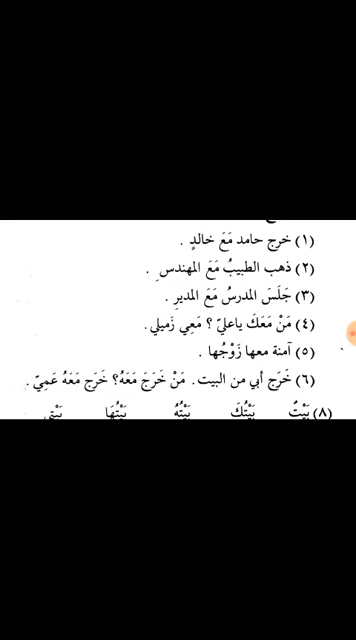 (١) خرج حامد مَعَ خالدٍ .
(٢) ذهب الطبيبُ مَعَ المهندسِ .
(٣) جَلَسَ المدرسُ مَعَ المديرِ .
(٤) مَنْ مَعَكَ ياعليّ ؟ مَعِي زَميلي .
(٥) آمنة معها زَوْجُها .
(٦) خَرَج أبي من البيت . مَنْ خَرَجَ مَعَهُ؟ خَرَج مَعَهُ عَمِيّ .
(٨) بَيْتٌ بَيْتُكَ بَيْتُهُ بَيْتُهَا بَيْتي